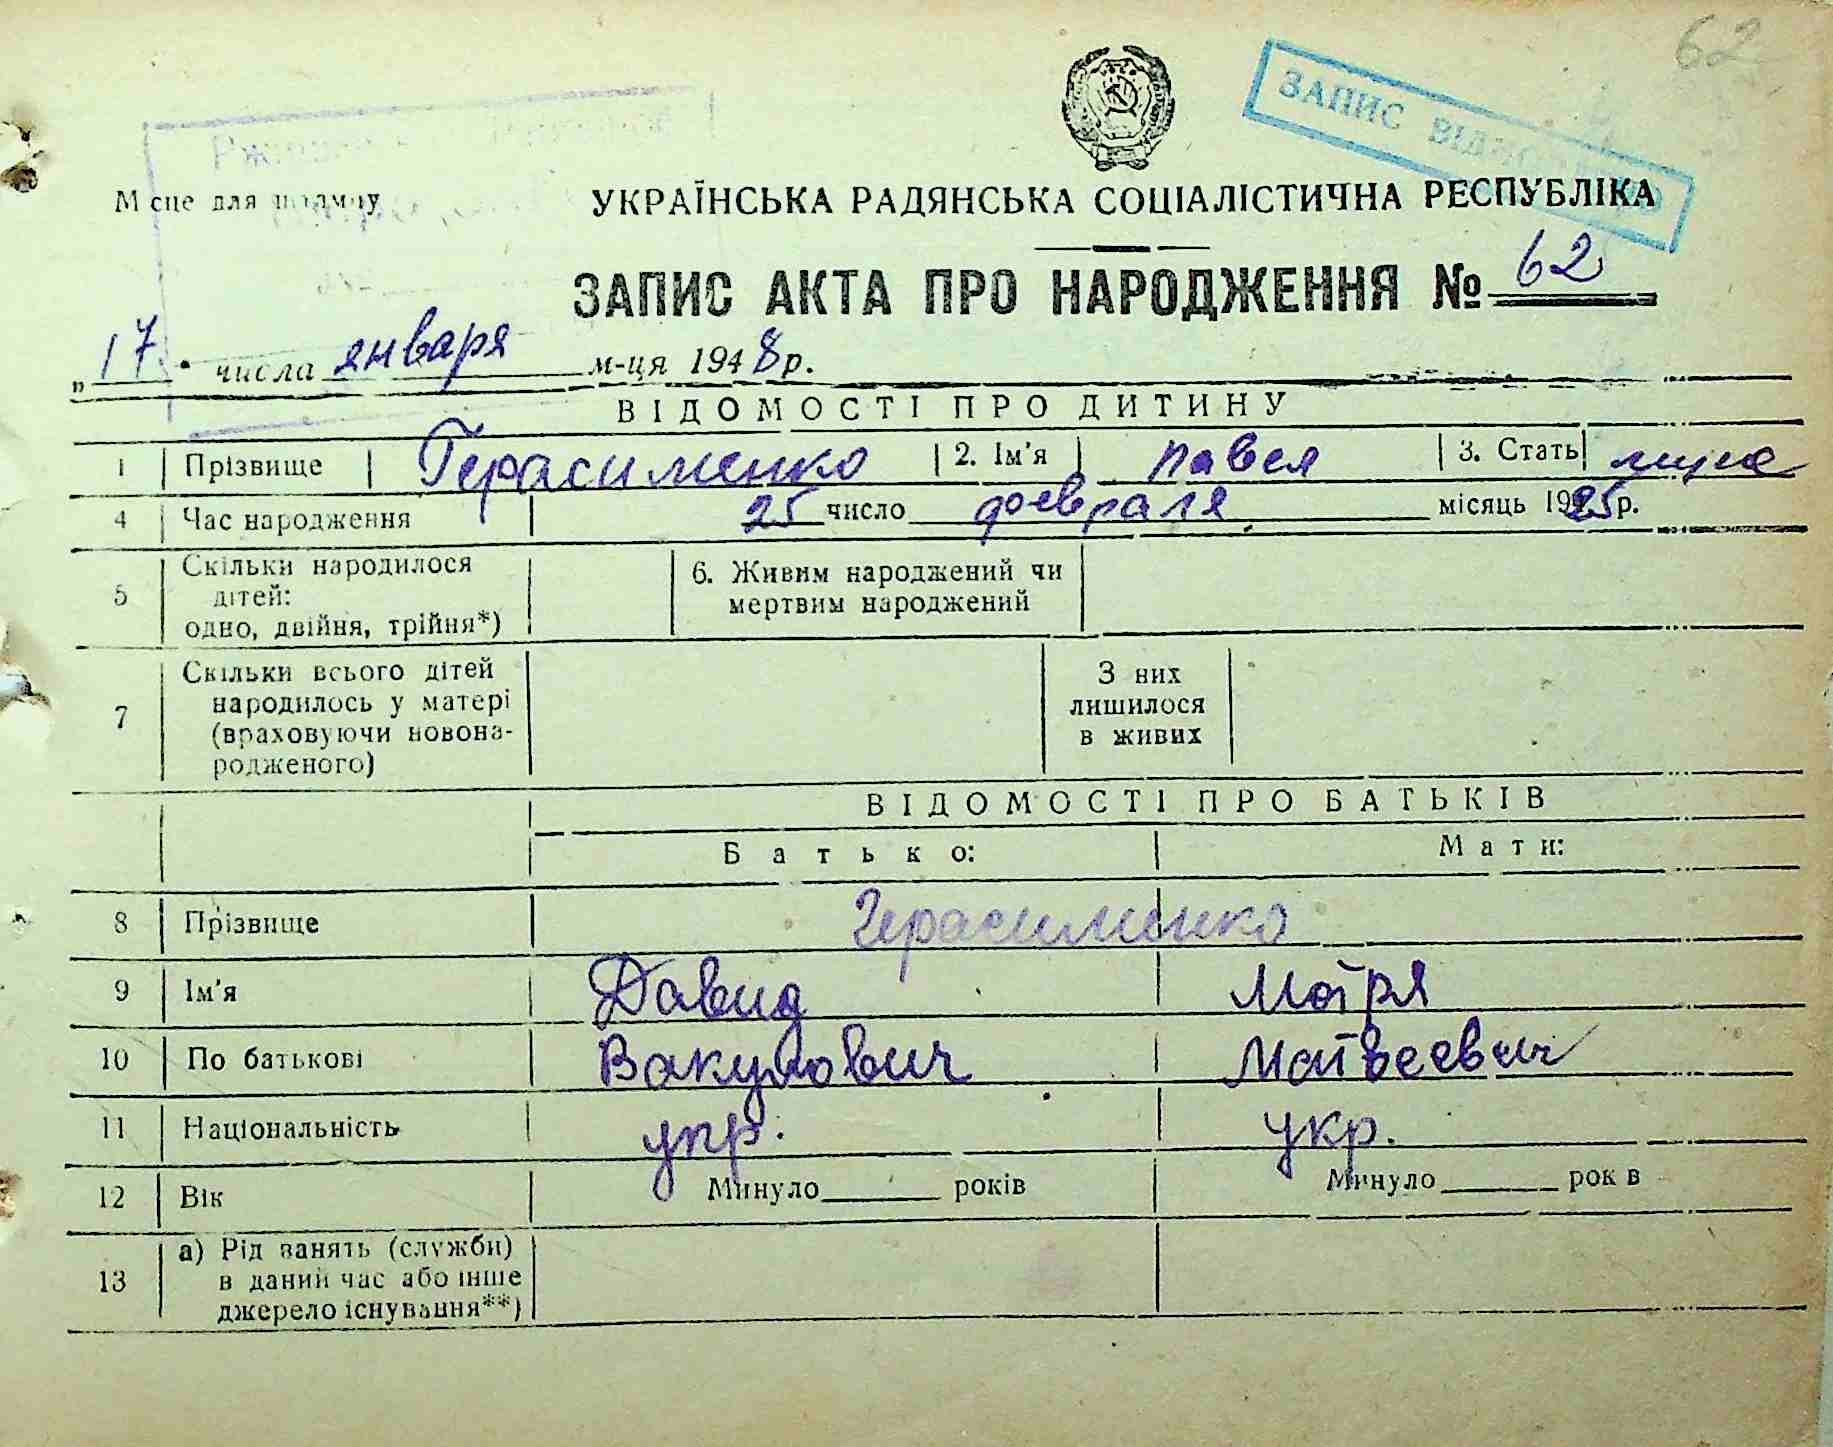 62
ЗАПИС
Місце для штампу
УКРАЇНСЬКА РАДЯНСЬКА СОЦІАЛІСТИЧНА РЕСПУБЛІКА
ЗАПИС АКТА ПРО НАРОДЖЕННЯ № 62
„17" числа января м-ця 1948 р.
ВІДОМОСТІ ПРО ДИТИНУ
1 Прізвище Герасименко 2. Ім'я Павел 3. Стать муж
4 Час народження 25 число февраля місяць 1925 р.
5 Скільки народилося дітей: одно, двійня, трійня*) 6. Живим народжений чи мертвим народжений
7 Скільки всього дітей народилось у матері (враховуючи новонародженого) З них лишилося в живих
ВІДОМОСТІ ПРО БАТЬКІВ
Батько: Мати:
8 Прізвище Герасименко
9 Ім'я Давид Мотря
10 По батькові Вакулович Матвеевич
11 Національність укр. укр.
12 Вік Минуло років Минуло рок в
13 а) Рід занять (служби) в даний час або інше джерело існування**)